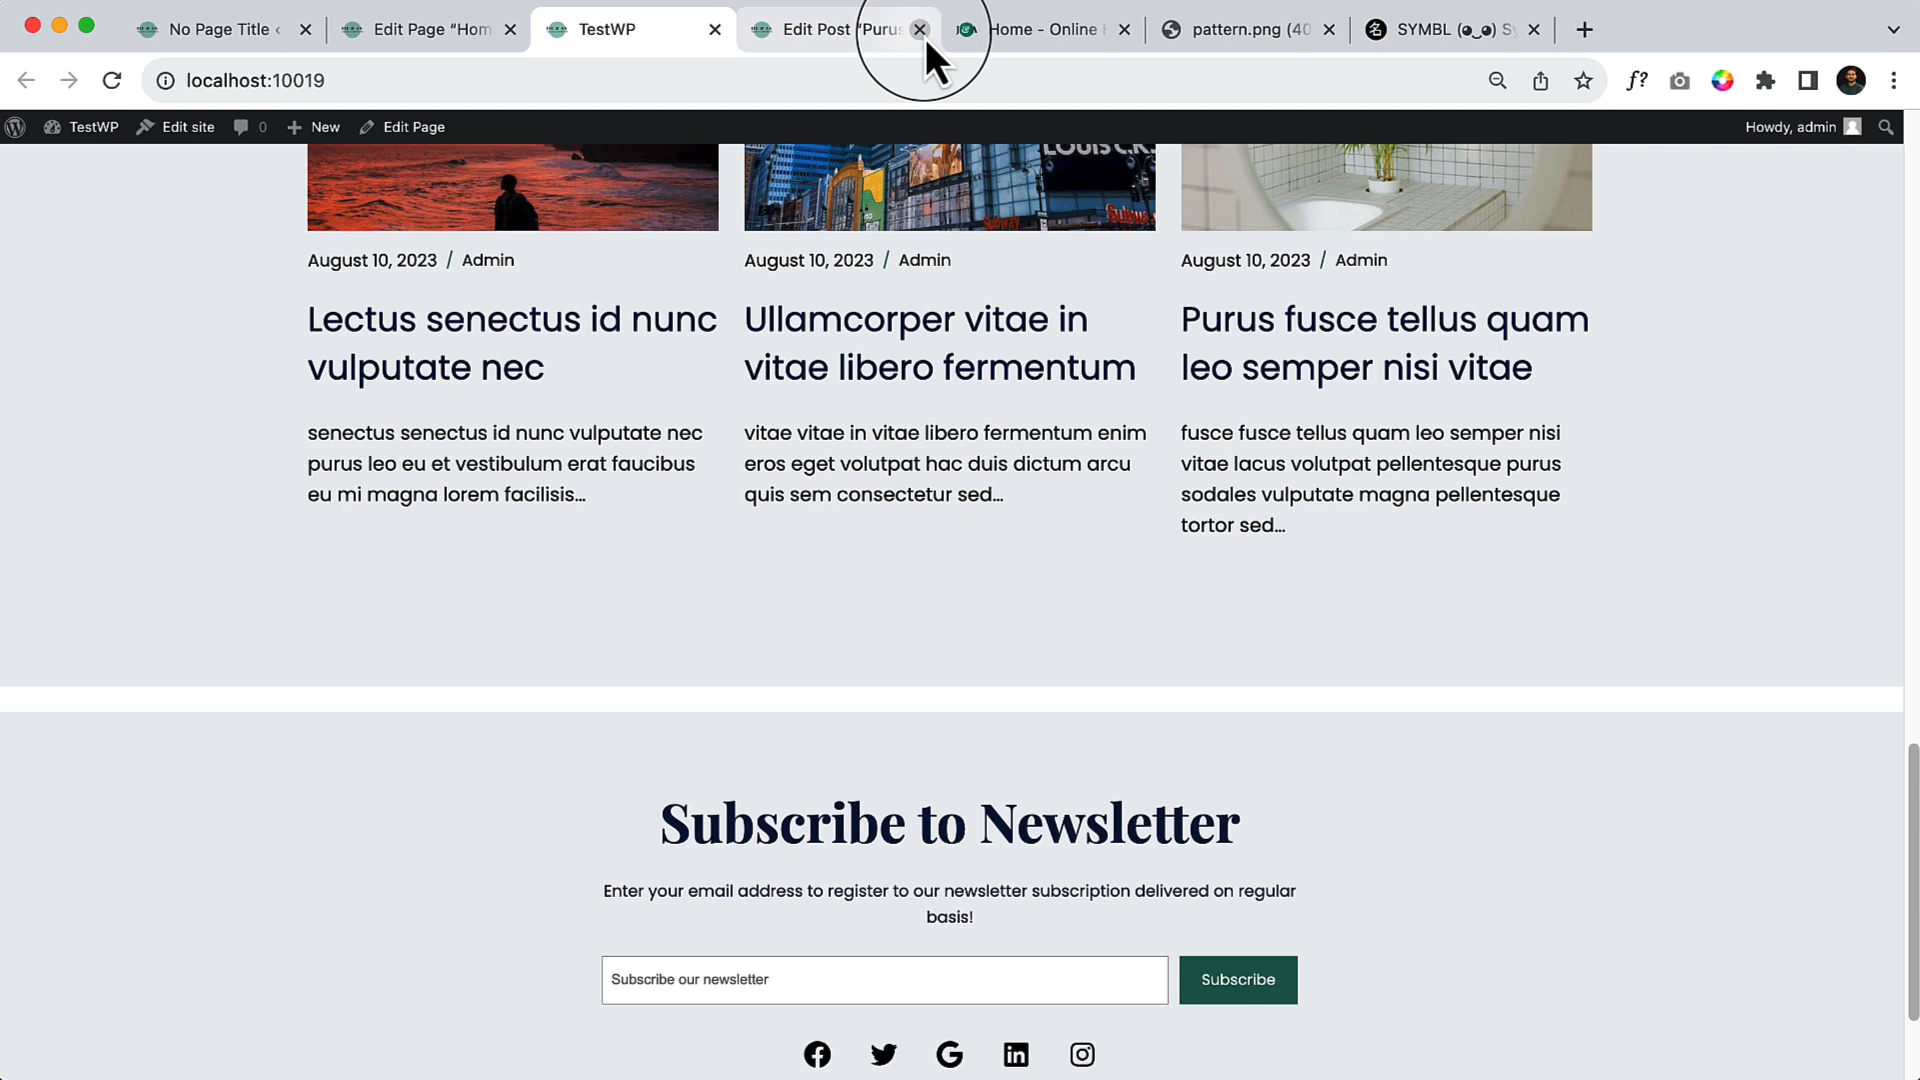 No Page Title ‹
Edit Page “Hom
TestWP
Edit Post “Purus
Home - Online
pattern.png (40
SYMBL (◕‿◕) Sy
localhost:10019
f?
TestWP
Edit site
0
New
Edit Page
Howdy, admin
LOUIS C.K.
Subway
August 10, 2023 / Admin
August 10, 2023 / Admin
August 10, 2023 / Admin
Lectus senectus id nunc
vulputate nec
Ullamcorper vitae in
vitae libero fermentum
Purus fusce tellus quam
leo semper nisi vitae
senectus senectus id nunc vulputate nec
purus leo eu et vestibulum erat faucibus
eu mi magna lorem facilisis…
vitae vitae in vitae libero fermentum enim
eros eget volutpat hac duis dictum arcu
quis sem consectetur sed…
fusce fusce tellus quam leo semper nisi
vitae lacus volutpat pellentesque purus
sodales vulputate magna pellentesque
tortor sed…
Subscribe to Newsletter
Enter your email address to register to our newsletter subscription delivered on regular
basis!
Subscribe our newsletter
Subscribe